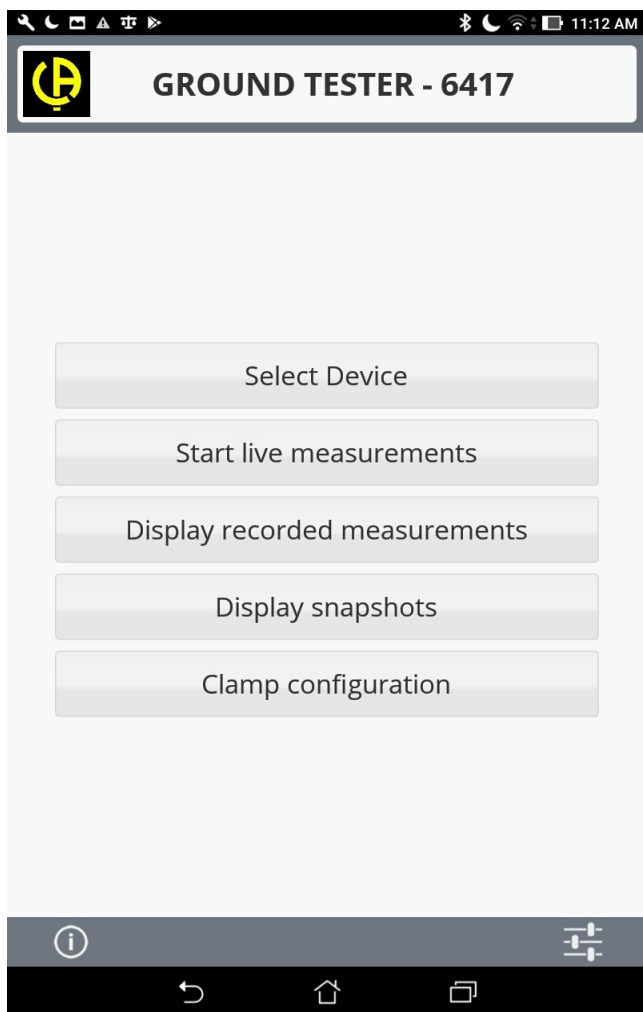 11:12 AM
GROUND TESTER - 6417
Select Device
Start live measurements
Display recorded measurements
Display snapshots
Clamp configuration